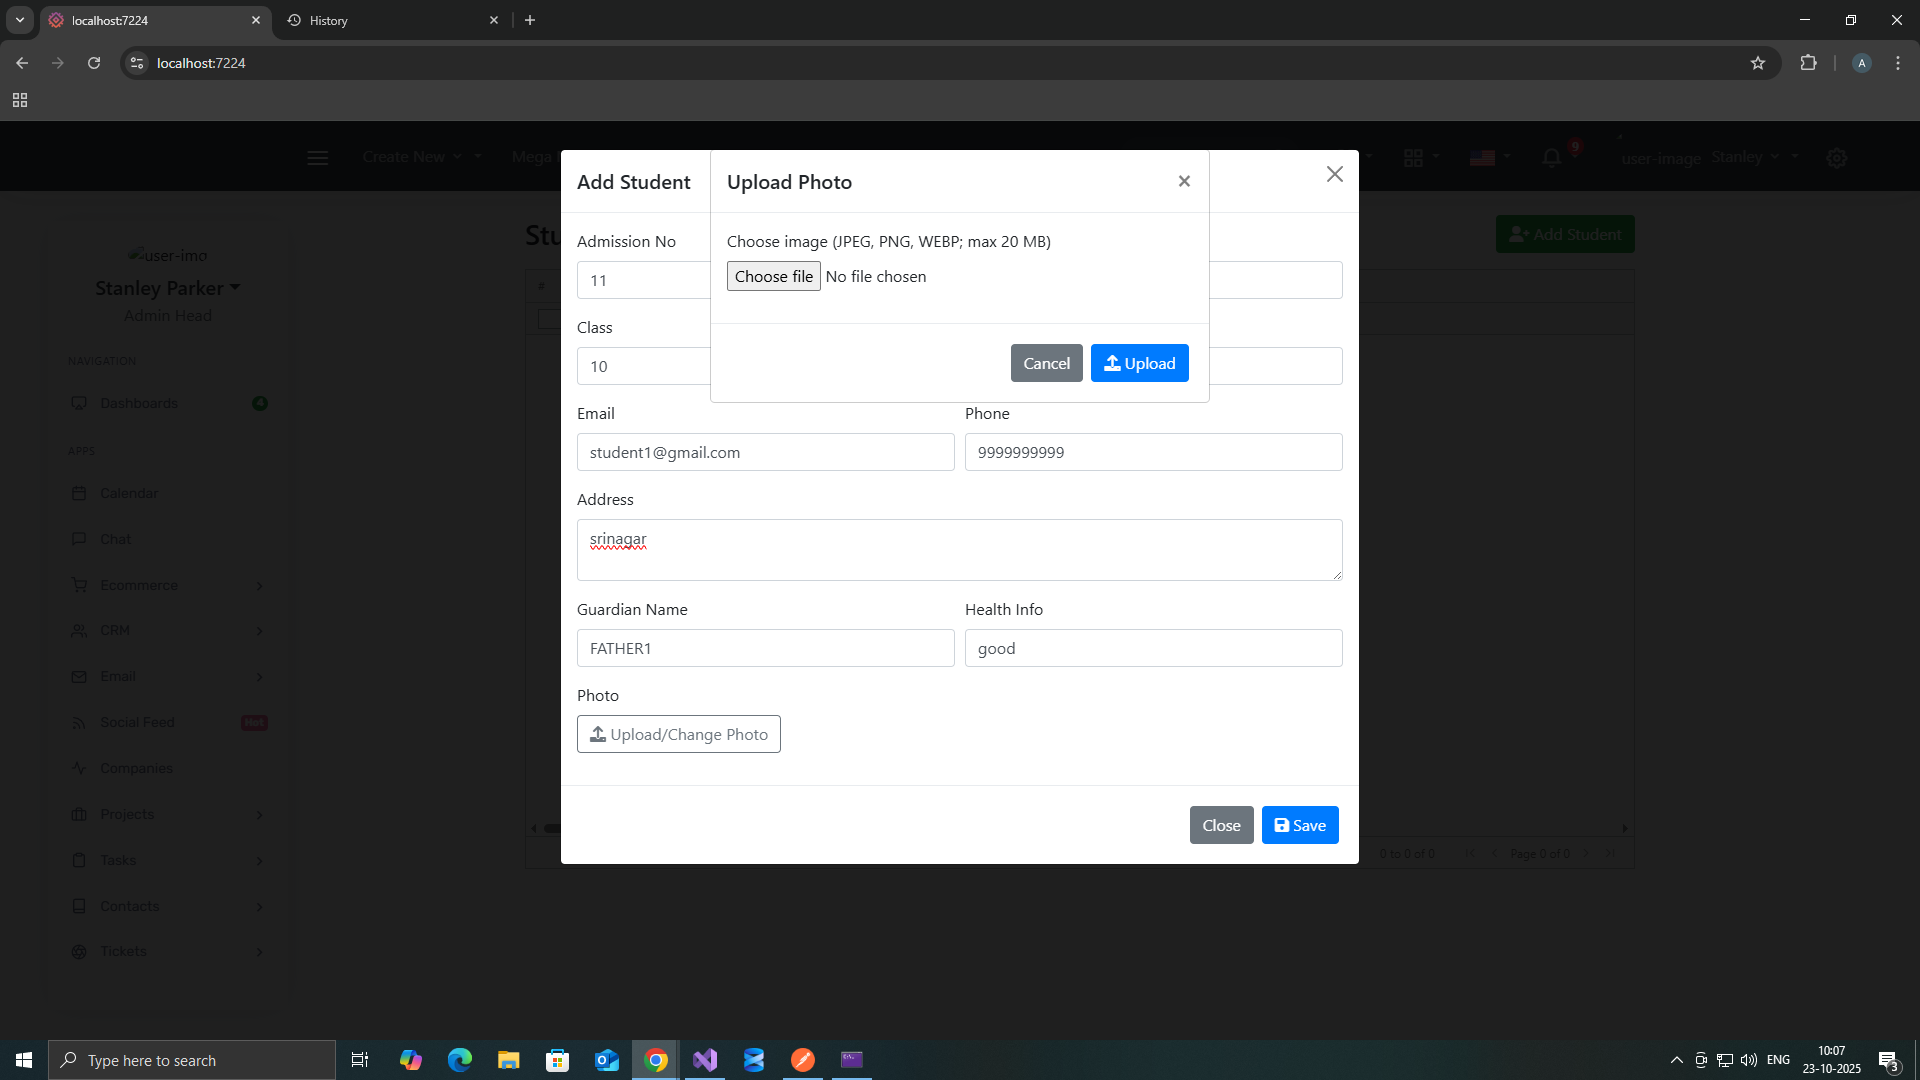 localhost:7224
History
localhost:7224
A
Create New
Mega
9
user-image Stanley
user-imo
Stanley Parker
Admin Head
NAVIGATION
Dashboards 4
APPS
Calendar
Chat
Ecommerce
CRM
Email
Social Feed Hot
Companies
Projects
Tasks
Contacts
Tickets
Stu
Add Student
#
0 to 0 of 0 Page 0 of 0
Add Student
Admission No
11
Class
10
Email
student1@gmail.com
Phone
9999999999
Address
srinagar
Guardian Name
FATHER1
Health Info
good
Photo
Upload/Change Photo
Close Save
Upload Photo
Choose image (JPEG, PNG, WEBP; max 20 MB)
Choose file No file chosen
Cancel Upload
Type here to search
ENG
10:07
23-10-2025
3